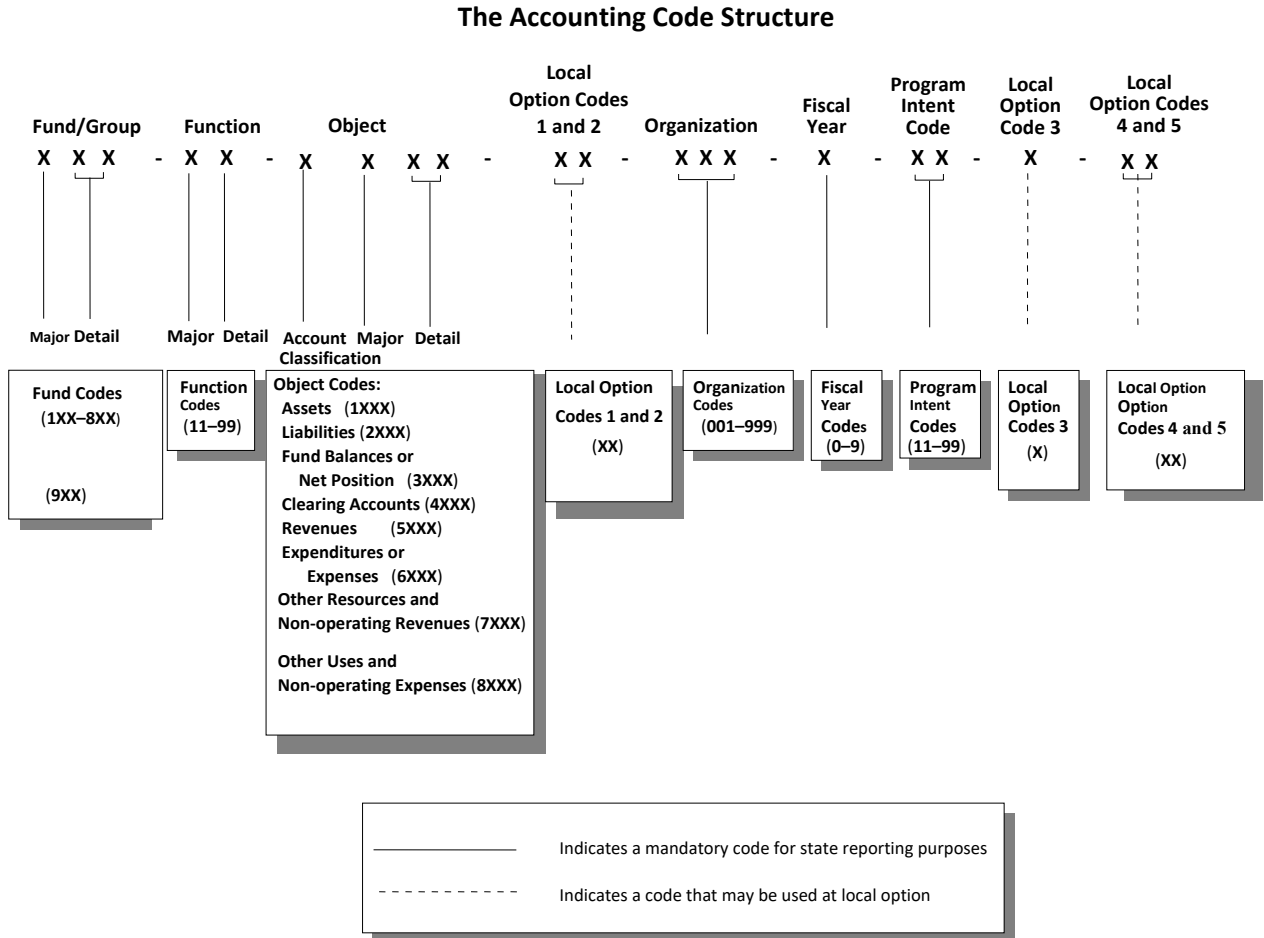 The Accounting Code Structure
Fund/Group
Function
Object
Local
Option Codes
1 and 2
Organization
Fiscal
Year
Program
Intent
Code
Local
Option
Code 3
Local
Option Codes
4 and 5
X X X - X X - X X X X - X X - X X X - X - X X - X - X X
Major Detail
Major Detail
Account Major Detail
Classification
Fund Codes
(1XX–8XX)
(9XX)
Function
Codes
(11–99)
Object Codes:
Assets (1XXX)
Liabilities (2XXX)
Fund Balances or
Net Position (3XXX)
Clearing Accounts (4XXX)
Revenues (5XXX)
Expenditures or
Expenses (6XXX)
Other Resources and
Non-operating Revenues (7XXX)
Other Uses and
Non-operating Expenses (8XXX)
Local Option
Codes 1 and 2
(XX)
Organization
Codes
(001–999)
Fiscal
Year
Codes
(0–9)
Program
Intent
Codes
(11–99)
Local
Option
Codes 3
(X)
Local Option
Option
Codes 4 and 5
(XX)
Indicates a mandatory code for state reporting purposes
Indicates a code that may be used at local option